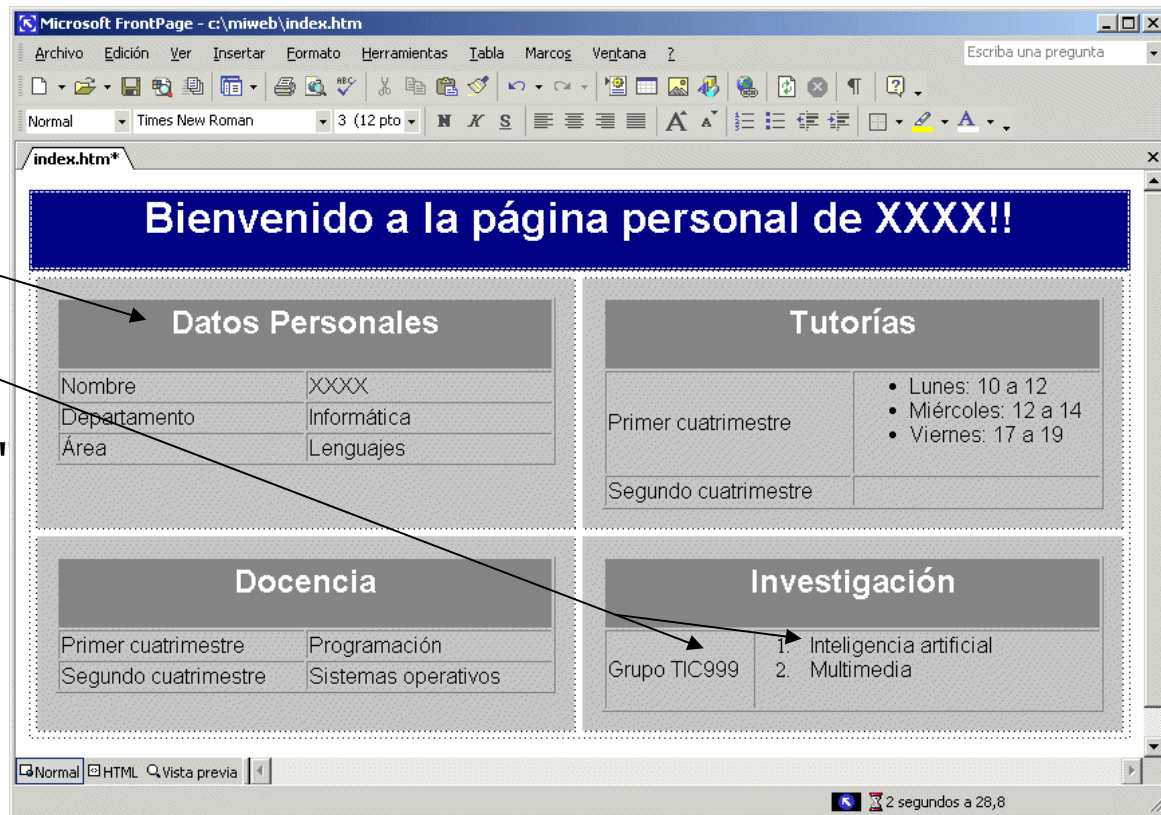 Microsoft FrontPage - c:\miweb\index.htm
Archivo Edición Ver Insertar Formato Herramientas Tabla Marcos Ventana ?
Escriba una pregunta
Normal Times New Roman 3 (12 pto N K S A A A
index.htm*
Bienvenido a la página personal de XXXX!!
Datos Personales
Nombre XXXX
Departamento Informática
Área Lenguajes
Tutorías
Primer cuatrimestre
• Lunes: 10 a 12
• Miércoles: 12 a 14
• Viernes: 17 a 19
Segundo cuatrimestre
Docencia
Primer cuatrimestre Programación
Segundo cuatrimestre Sistemas operativos
Investigación
Grupo TIC999
1. Inteligencia artificial
2. Multimedia
Normal HTML Vista previa
2 segundos a 28,8